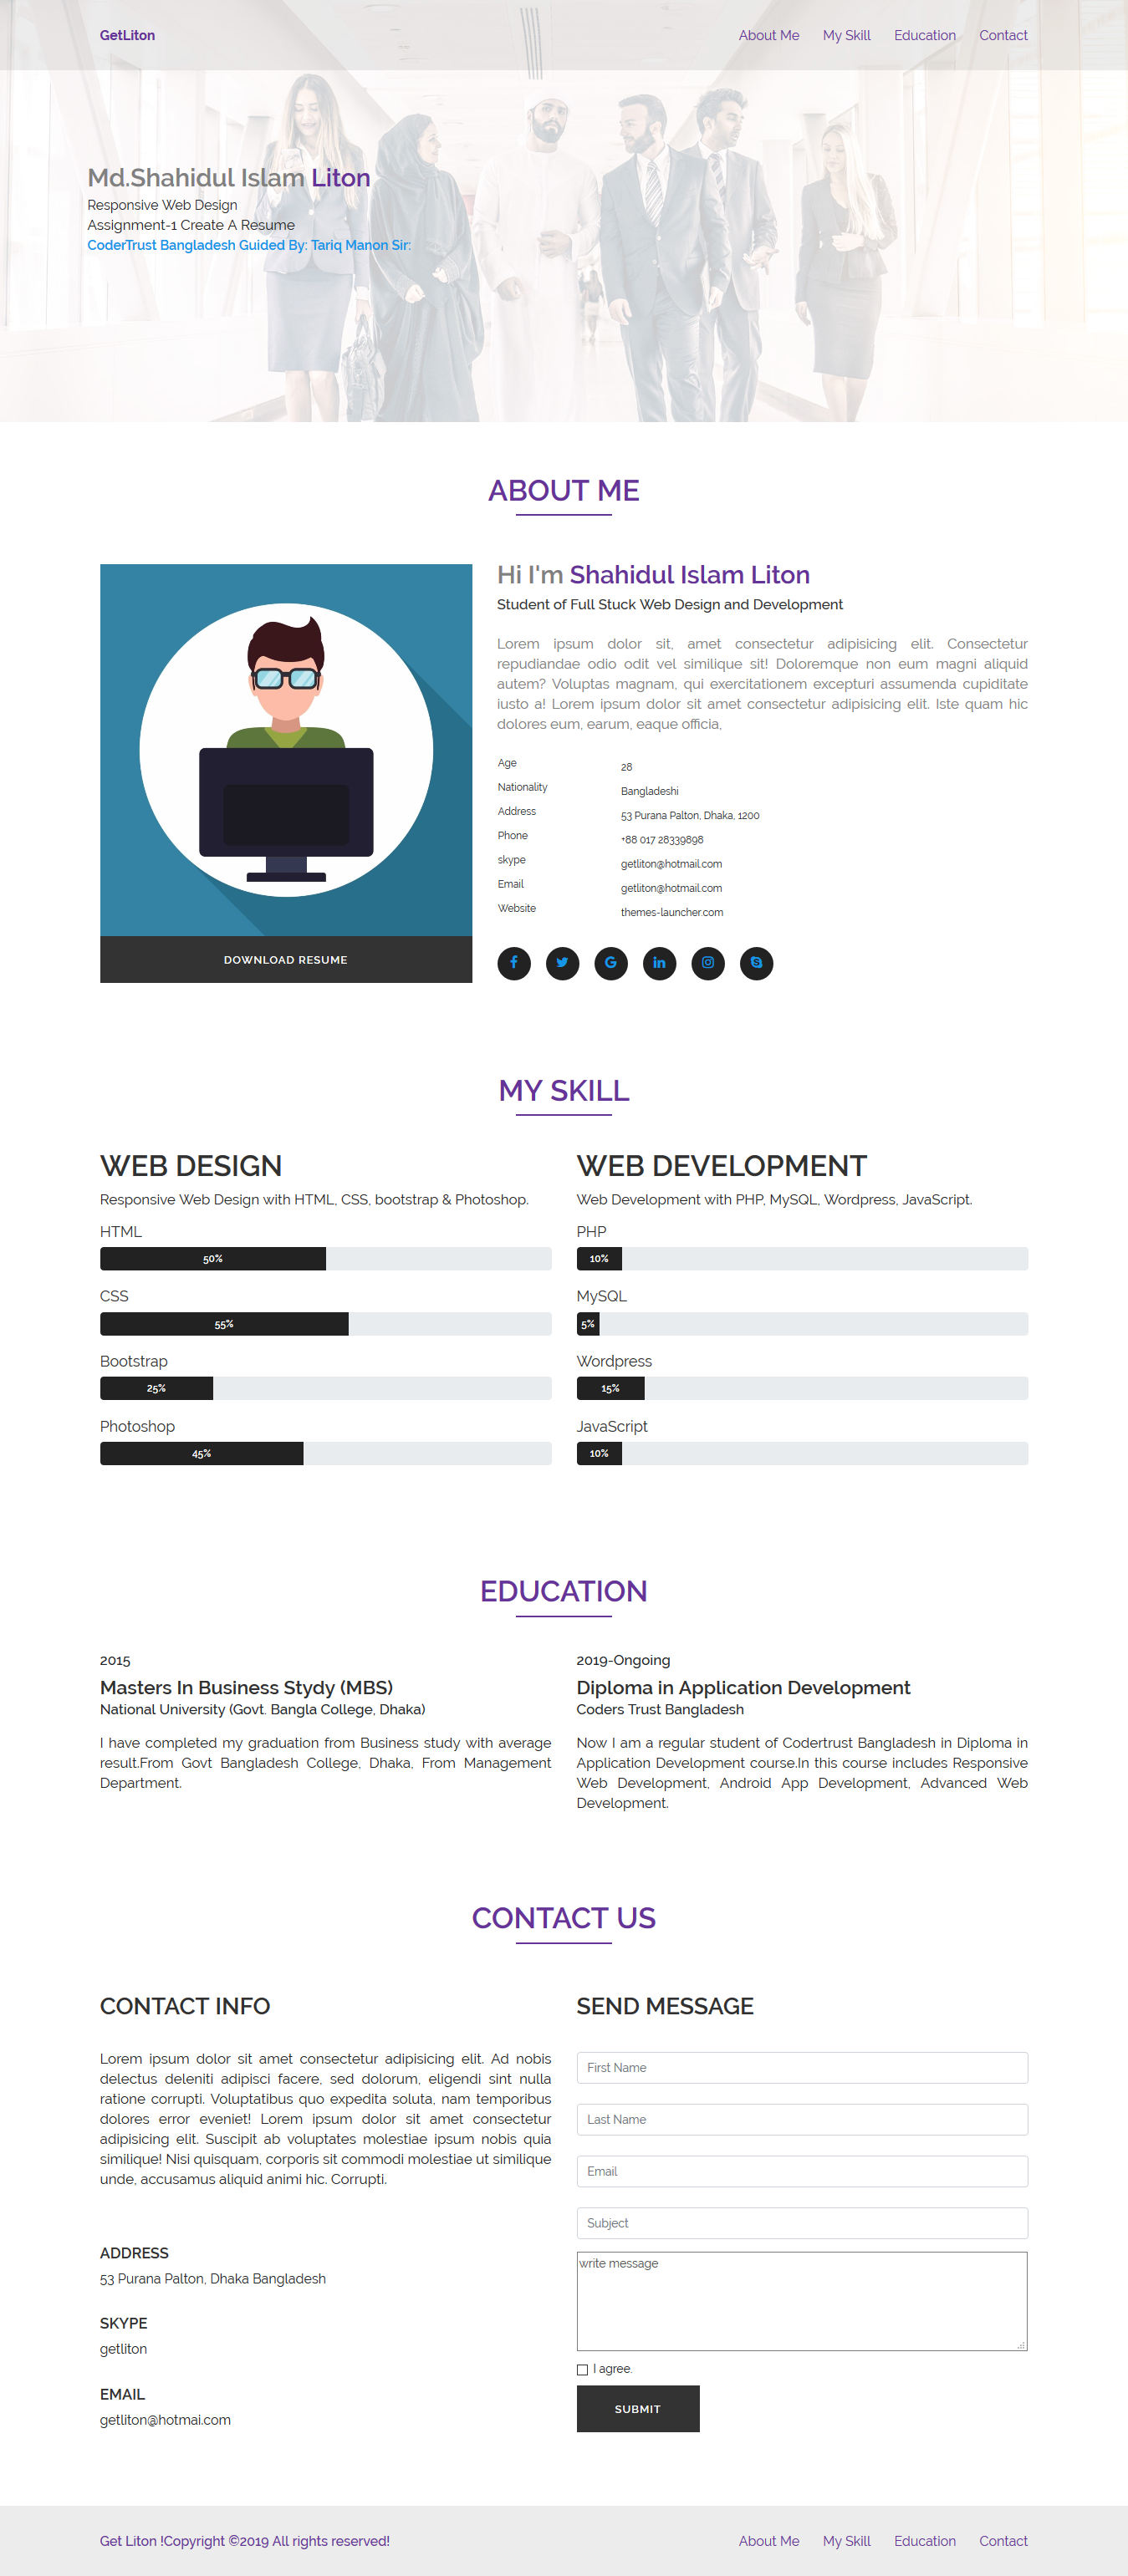 GetLiton
About Me My Skill Education Contact
Md.Shahidul Islam Liton
Responsive Web Design
Assignment-1 Create A Resume
CoderTrust Bangladesh Guided By: Tariq Manon Sir:
ABOUT ME
Hi I'm Shahidul Islam Liton
Student of Full Stuck Web Design and Development
Lorem ipsum dolor sit, amet consectetur adipisicing elit. Consectetur
repudiandae odio odit vel similique sit! Doloremque non eum magni aliquid
autem? Voluptas magnam, qui exercitationem excepturi assumenda cupiditate
iusto a! Lorem ipsum dolor sit amet consectetur adipisicing elit. Iste quam hic
dolores eum, earum, eaque officia,
Age 28
Nationality Bangladeshi
Address 53 Purana Palton, Dhaka, 1200
Phone +88 017 28339898
skype getliton@hotmail.com
Email getliton@hotmail.com
Website themes-launcher.com
DOWNLOAD RESUME
MY SKILL
WEB DESIGN
Responsive Web Design with HTML, CSS, bootstrap & Photoshop.
HTML
50%
CSS
55%
Bootstrap
25%
Photoshop
45%
WEB DEVELOPMENT
Web Development with PHP, MySQL, Wordpress, JavaScript.
PHP
10%
MySQL
5%
Wordpress
15%
JavaScript
10%
EDUCATION
2015
Masters In Business Stydy (MBS)
National University (Govt. Bangla College, Dhaka)
I have completed my graduation from Business study with average
result.From Govt Bangladesh College, Dhaka, From Management
Department.
2019-Ongoing
Diploma in Application Development
Coders Trust Bangladesh
Now I am a regular student of Codertrust Bangladesh in Diploma in
Application Development course.In this course includes Responsive
Web Development, Android App Development, Advanced Web
Development.
CONTACT US
CONTACT INFO
Lorem ipsum dolor sit amet consectetur adipisicing elit. Ad nobis
delectus deleniti adipisci facere, sed dolorum, eligendi sint nulla
ratione corrupti. Voluptatibus quo expedita soluta, nam temporibus
dolores error eveniet! Lorem ipsum dolor sit amet consectetur
adipisicing elit. Suscipit ab voluptates molestiae ipsum nobis quia
similique! Nisi quisquam, corporis sit commodi molestiae ut similique
unde, accusamus aliquid animi hic. Corrupti.
ADDRESS
53 Purana Palton, Dhaka Bangladesh
SKYPE
getliton
EMAIL
getliton@hotmai.com
SEND MESSAGE
First Name
Last Name
Email
Subject
write message
I agree.
SUBMIT
Get Liton !Copyright ©2019 All rights reserved!
About Me My Skill Education Contact